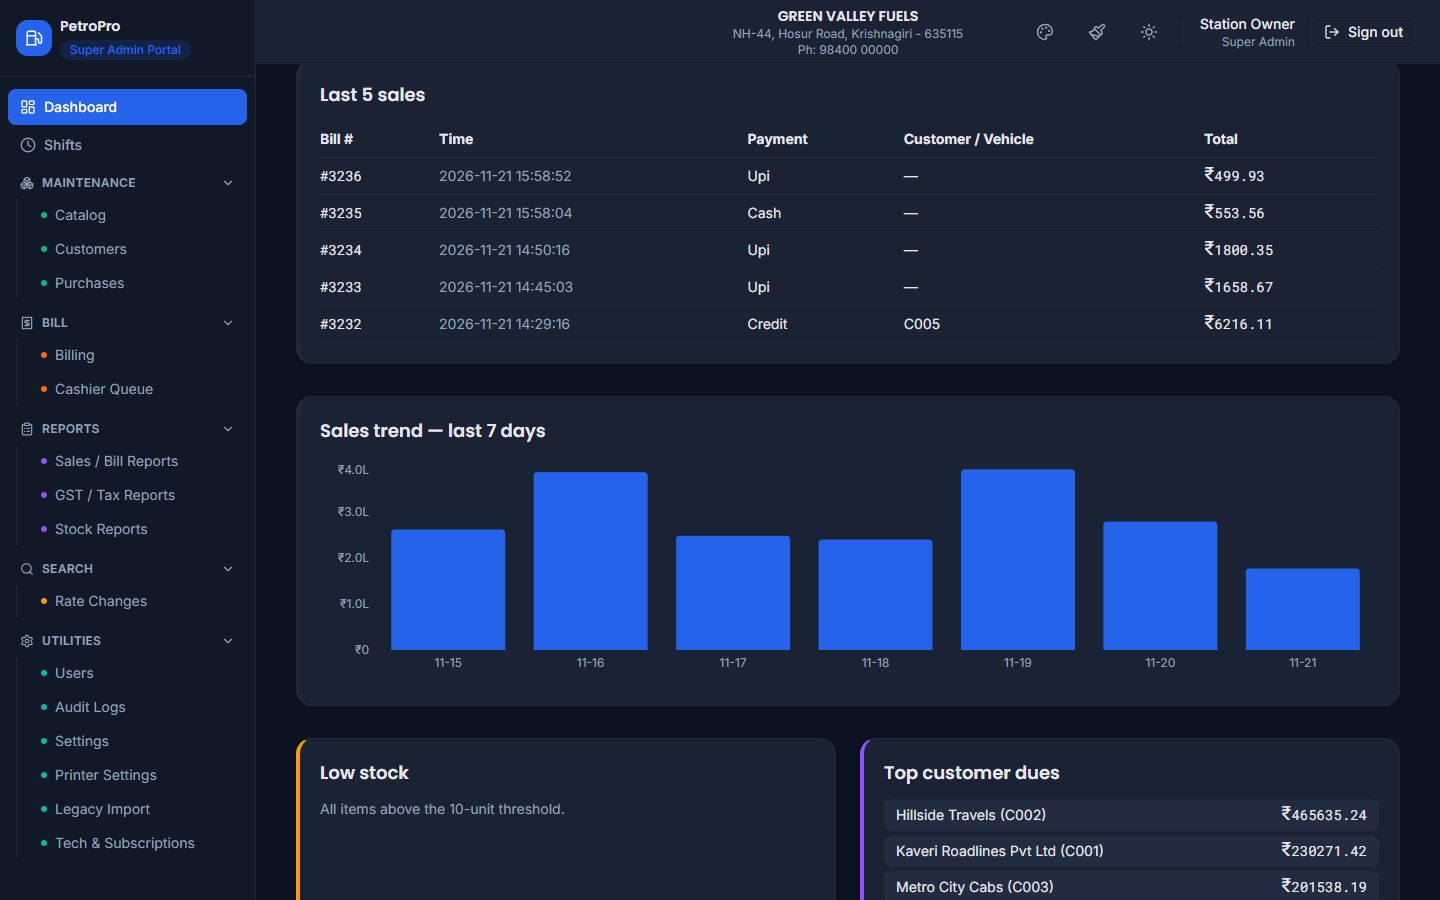 PetroPro
Super Admin Portal
GREEN VALLEY FUELS
NH-44, Hosur Road, Krishnagiri - 635115
Ph: 98400 00000
Station Owner
Super Admin
Sign out
Dashboard
Shifts
MAINTENANCE
Catalog
Customers
Purchases
BILL
Billing
Cashier Queue
REPORTS
Sales / Bill Reports
GST / Tax Reports
Stock Reports
SEARCH
Rate Changes
UTILITIES
Users
Audit Logs
Settings
Printer Settings
Legacy Import
Tech & Subscriptions
Last 5 sales
Bill # Time Payment Customer / Vehicle Total
#3236 2026-11-21 15:58:52 Upi — ₹499.93
#3235 2026-11-21 15:58:04 Cash — ₹553.56
#3234 2026-11-21 14:50:16 Upi — ₹1800.35
#3233 2026-11-21 14:45:03 Upi — ₹1658.67
#3232 2026-11-21 14:29:16 Credit C005 ₹6216.11
Sales trend — last 7 days
₹4.0L
₹3.0L
₹2.0L
₹1.0L
₹0
11-15 11-16 11-17 11-18 11-19 11-20 11-21
Low stock
All items above the 10-unit threshold.
Top customer dues
Hillside Travels (C002) ₹465635.24
Kaveri Roadlines Pvt Ltd (C001) ₹230271.42
Metro City Cabs (C003) ₹201538.19